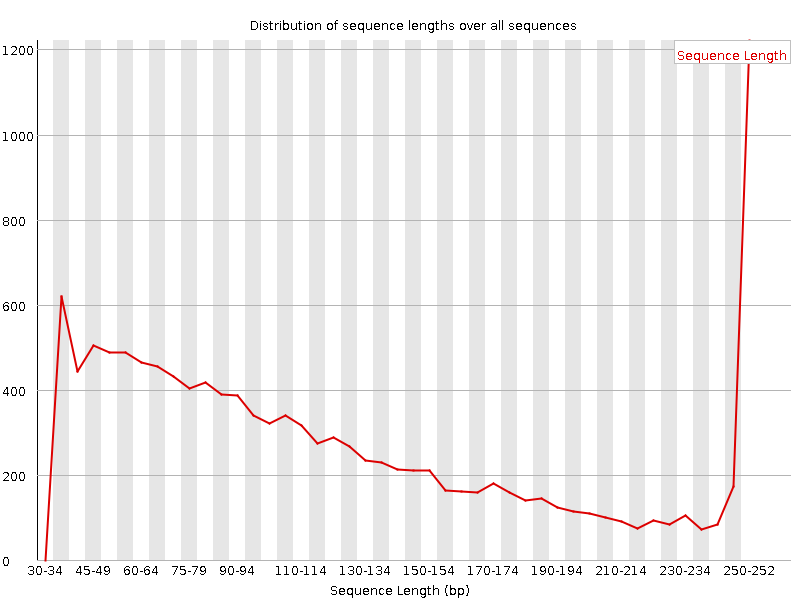 Distribution of sequence lengths over all sequences
Sequence Length
1200
1000
800
600
400
200
0
30-34 45-49 60-64 75-79 90-94 110-114 130-134 150-154 170-174 190-194 210-214 230-234 250-252
Sequence Length (bp)